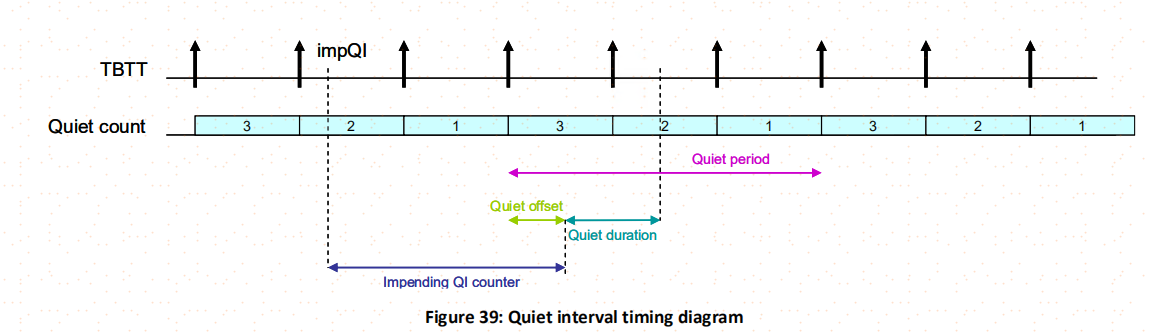 impQI
TBTT
Quiet count 3 2 1 3 2 1 3 2 1
Quiet period
Quiet offset
Quiet duration
Impending QI counter
Figure 39: Quiet interval timing diagram